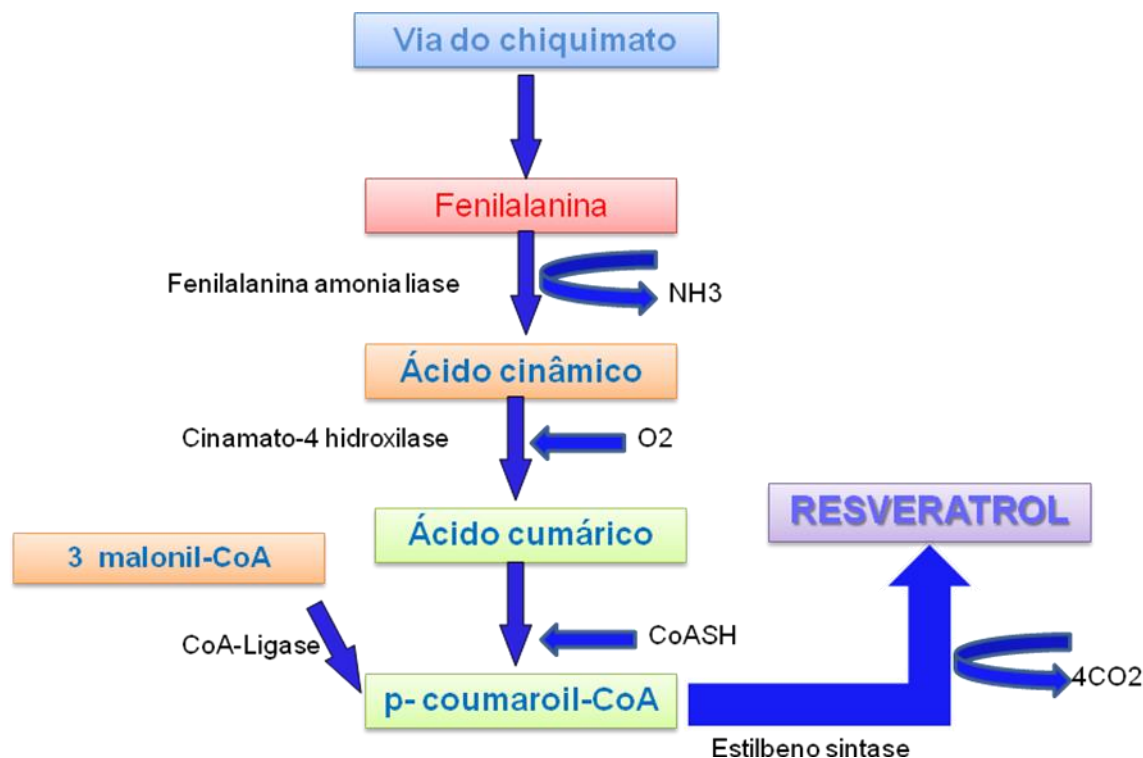 Via do chiquimato
Fenilalanina
Fenilalanina amonia liase
NH3
Ácido cinâmico
Cinamato-4 hidroxilase
O2
RESVERATROL
Ácido cumárico
3 malonil-CoA
CoA-Ligase
CoASH
4CO2
p- coumaroil-CoA
Estilbeno sintase